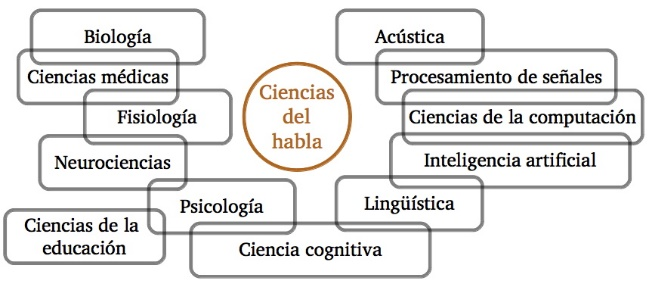 Biología
Ciencias médicas
Fisiología
Neurociencias
Psicología
Ciencias de la
educación
Ciencia cognitiva
Ciencias
del
habla
Acústica
Procesamiento de señales
Ciencias de la computación
Inteligencia artificial
Lingüística